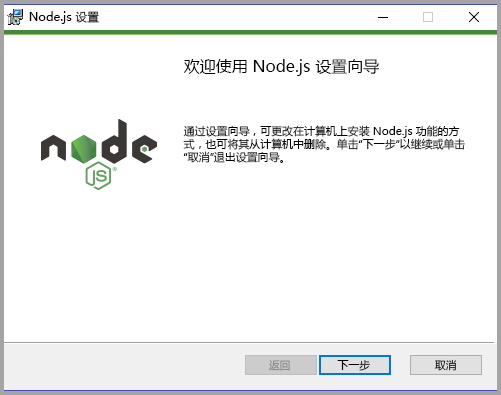 Node.js 设置
欢迎使用 Node.js 设置向导
node
JS
®
通过设置向导，可更改在计算机上安装 Node.js 功能的方
式，也可将其从计算机中删除。单击“下一步”以继续或单击
“取消”退出设置向导。
返回
下一步
取消